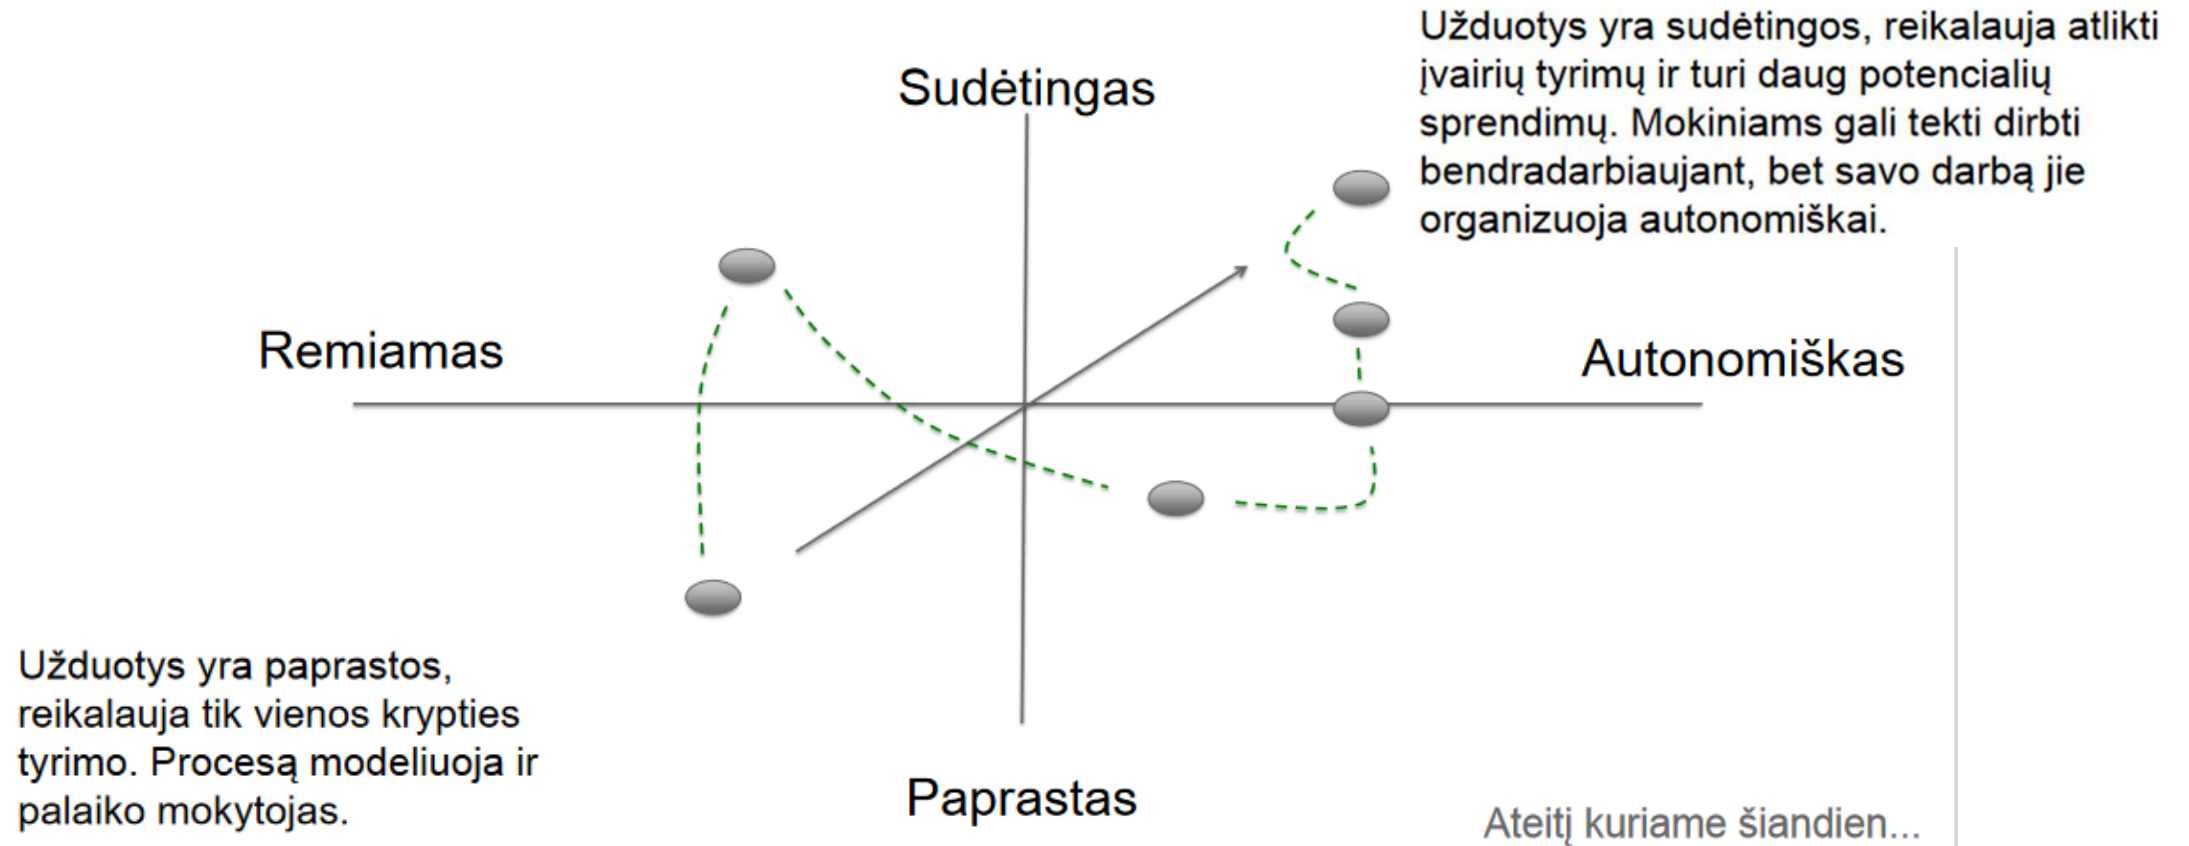 Užduotys yra sudėtingos, reikalauja atlikti
įvairių tyrimų ir turi daug potencialių
sprendimų. Mokiniams gali tekti dirbti
bendradarbiaujant, bet savo darbą jie
organizuoja autonomiškai.
Sudėtingas
Remiamas
Autonomiškas
Užduotys yra paprastos,
reikalauja tik vienos krypties
tyrimo. Procesą modeliuoja ir
palaiko mokytojas.
Paprastas
Ateitį kuriame šiandien...